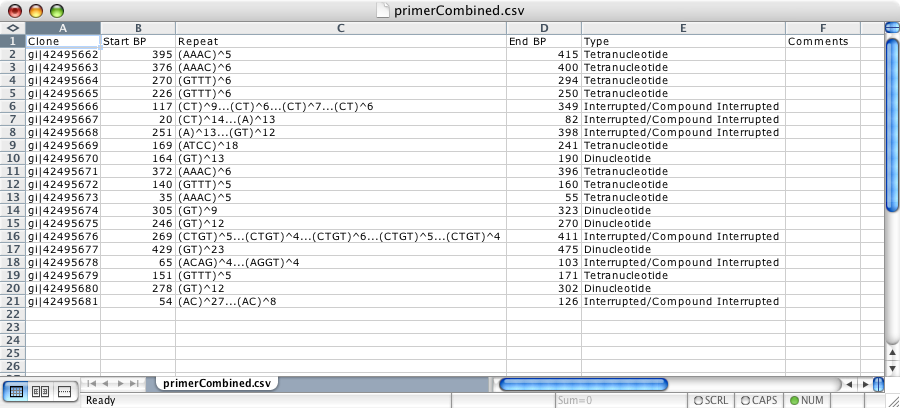 primerCombined.csv
A B C D E F
1 Clone Start BP Repeat End BP Type Comments
2 gi|42495662 395 (AAAC)^5 415 Tetranucleotide
3 gi|42495663 376 (AAAC)^6 400 Tetranucleotide
4 gi|42495664 270 (GTTT)^6 294 Tetranucleotide
5 gi|42495665 226 (GTTT)^6 250 Tetranucleotide
6 gi|42495666 117 (CT)^9...(CT)^6...(CT)^7...(CT)^6 349 Interrupted/Compound Interrupted
7 gi|42495667 20 (CT)^14...(A)^13 82 Interrupted/Compound Interrupted
8 gi|42495668 251 (A)^13...(GT)^12 398 Interrupted/Compound Interrupted
9 gi|42495669 169 (ATCC)^18 241 Tetranucleotide
10 gi|42495670 164 (GT)^13 190 Dinucleotide
11 gi|42495671 372 (AAAC)^6 396 Tetranucleotide
12 gi|42495672 140 (GTTT)^5 160 Tetranucleotide
13 gi|42495673 35 (AAAC)^5 55 Tetranucleotide
14 gi|42495674 305 (GT)^9 323 Dinucleotide
15 gi|42495675 246 (GT)^12 270 Dinucleotide
16 gi|42495676 269 (CTGT)^5...(CTGT)^4...(CTGT)^6...(CTGT)^5...(CTGT)^4 411 Interrupted/Compound Interrupted
17 gi|42495677 429 (GT)^23 475 Dinucleotide
18 gi|42495678 65 (ACAG)^4...(AGGT)^4 103 Interrupted/Compound Interrupted
19 gi|42495679 151 (GTTT)^5 171 Tetranucleotide
20 gi|42495680 278 (GT)^12 302 Dinucleotide
21 gi|42495681 54 (AC)^27...(AC)^8 126 Interrupted/Compound Interrupted
22
23
24
25
26
primerCombined.csv
Ready Sum=0 SCRL CAPS NUM